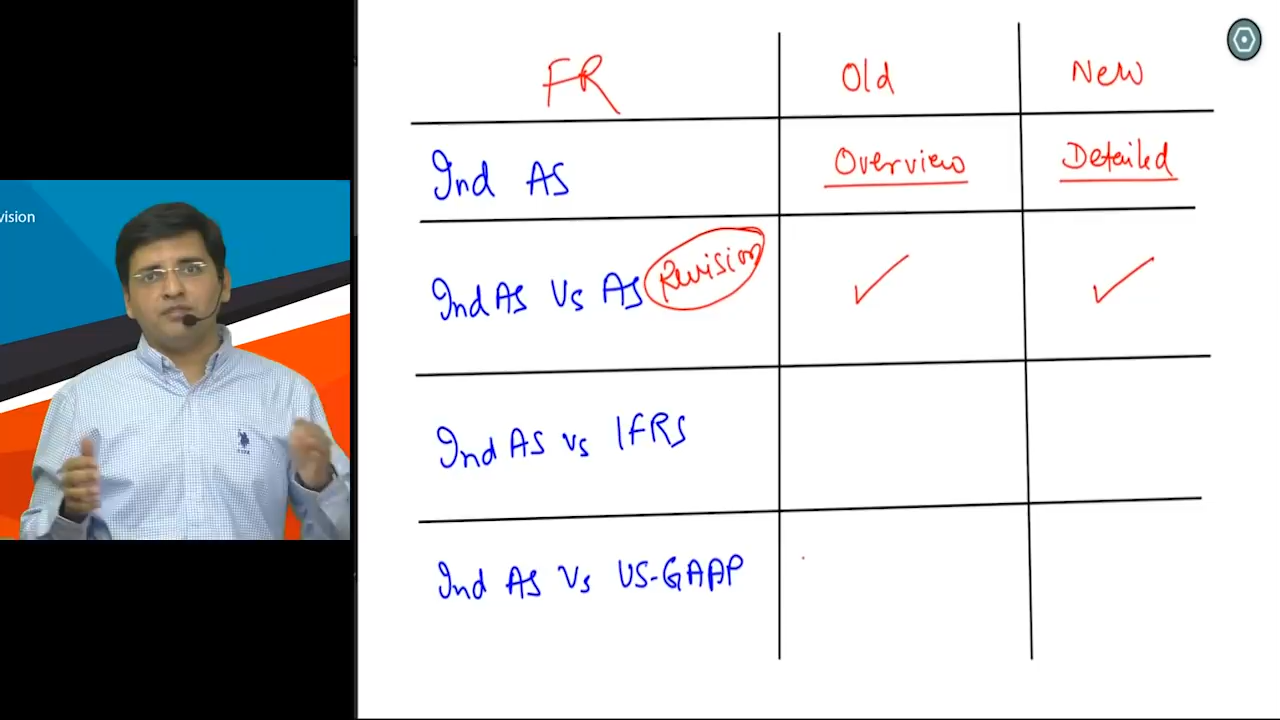 FR Old New
Ind AS Overview Detailed
Ind AS Vs AS Revision ✓ ✓
Ind AS vs IFRS
Ind AS Vs US-GAAP
vision